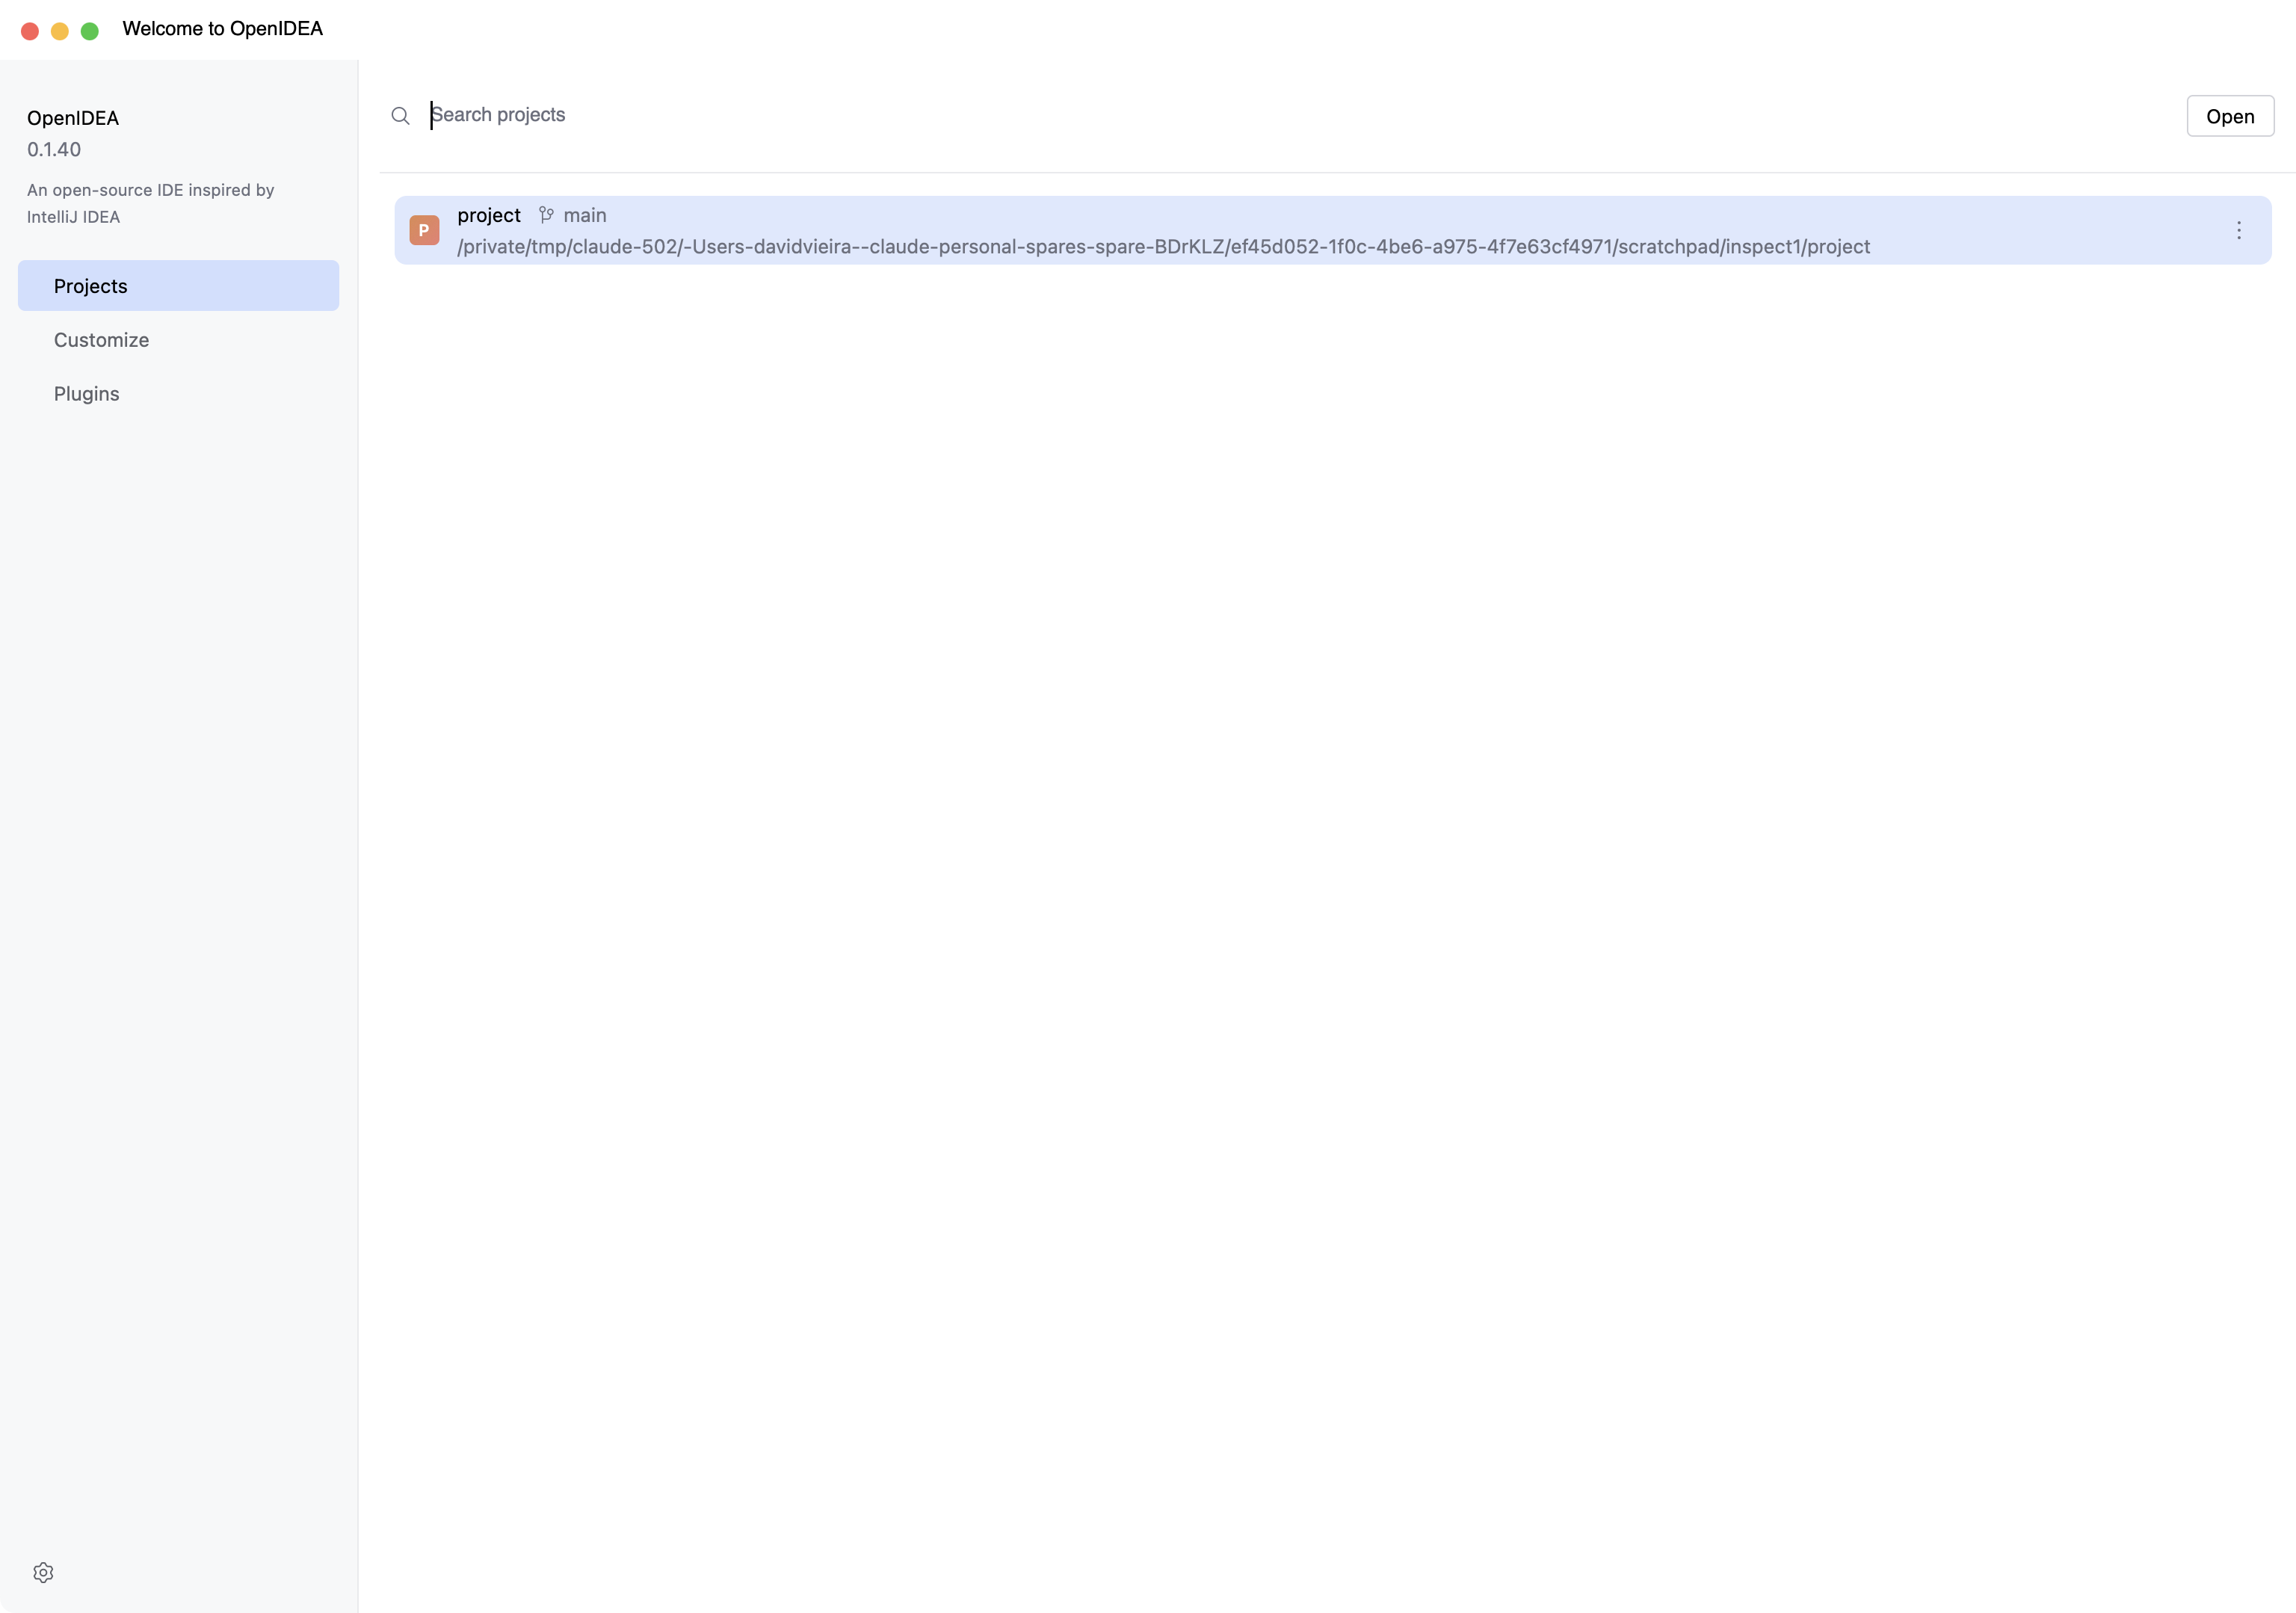 Welcome to OpenIDEA
OpenIDEA
0.1.40
An open-source IDE inspired by
IntelliJ IDEA
Projects
Customize
Plugins
Search projects
Open
P
project main
/private/tmp/claude-502/-Users-davidvieira--claude-personal-spares-spare-BDrKLZ/ef45d052-1f0c-4be6-a975-4f7e63cf4971/scratchpad/inspect1/project